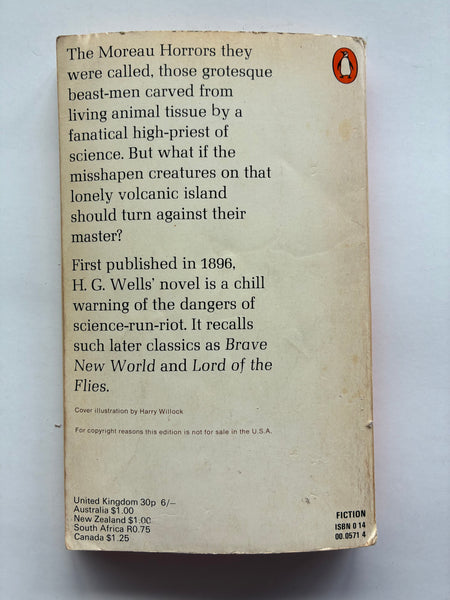 The Moreau Horrors they
were called, those grotesque
beast-men carved from
living animal tissue by a
fanatical high-priest of
science. But what if the
misshapen creatures on that
lonely volcanic island
should turn against their
master?
First published in 1896,
H. G. Wells' novel is a chill
warning of the dangers of
science-run-riot. It recalls
such later classics as Brave
New World and Lord of the
Flies.
Cover illustration by Harry Willock
For copyright reasons this edition is not for sale in the U.S.A.
United Kingdom 30p 6/–
Australia $1.00
New Zealand $1.00
South Africa R0.75
Canada $1.25
FICTION
ISBN 0 14
00.0571 4